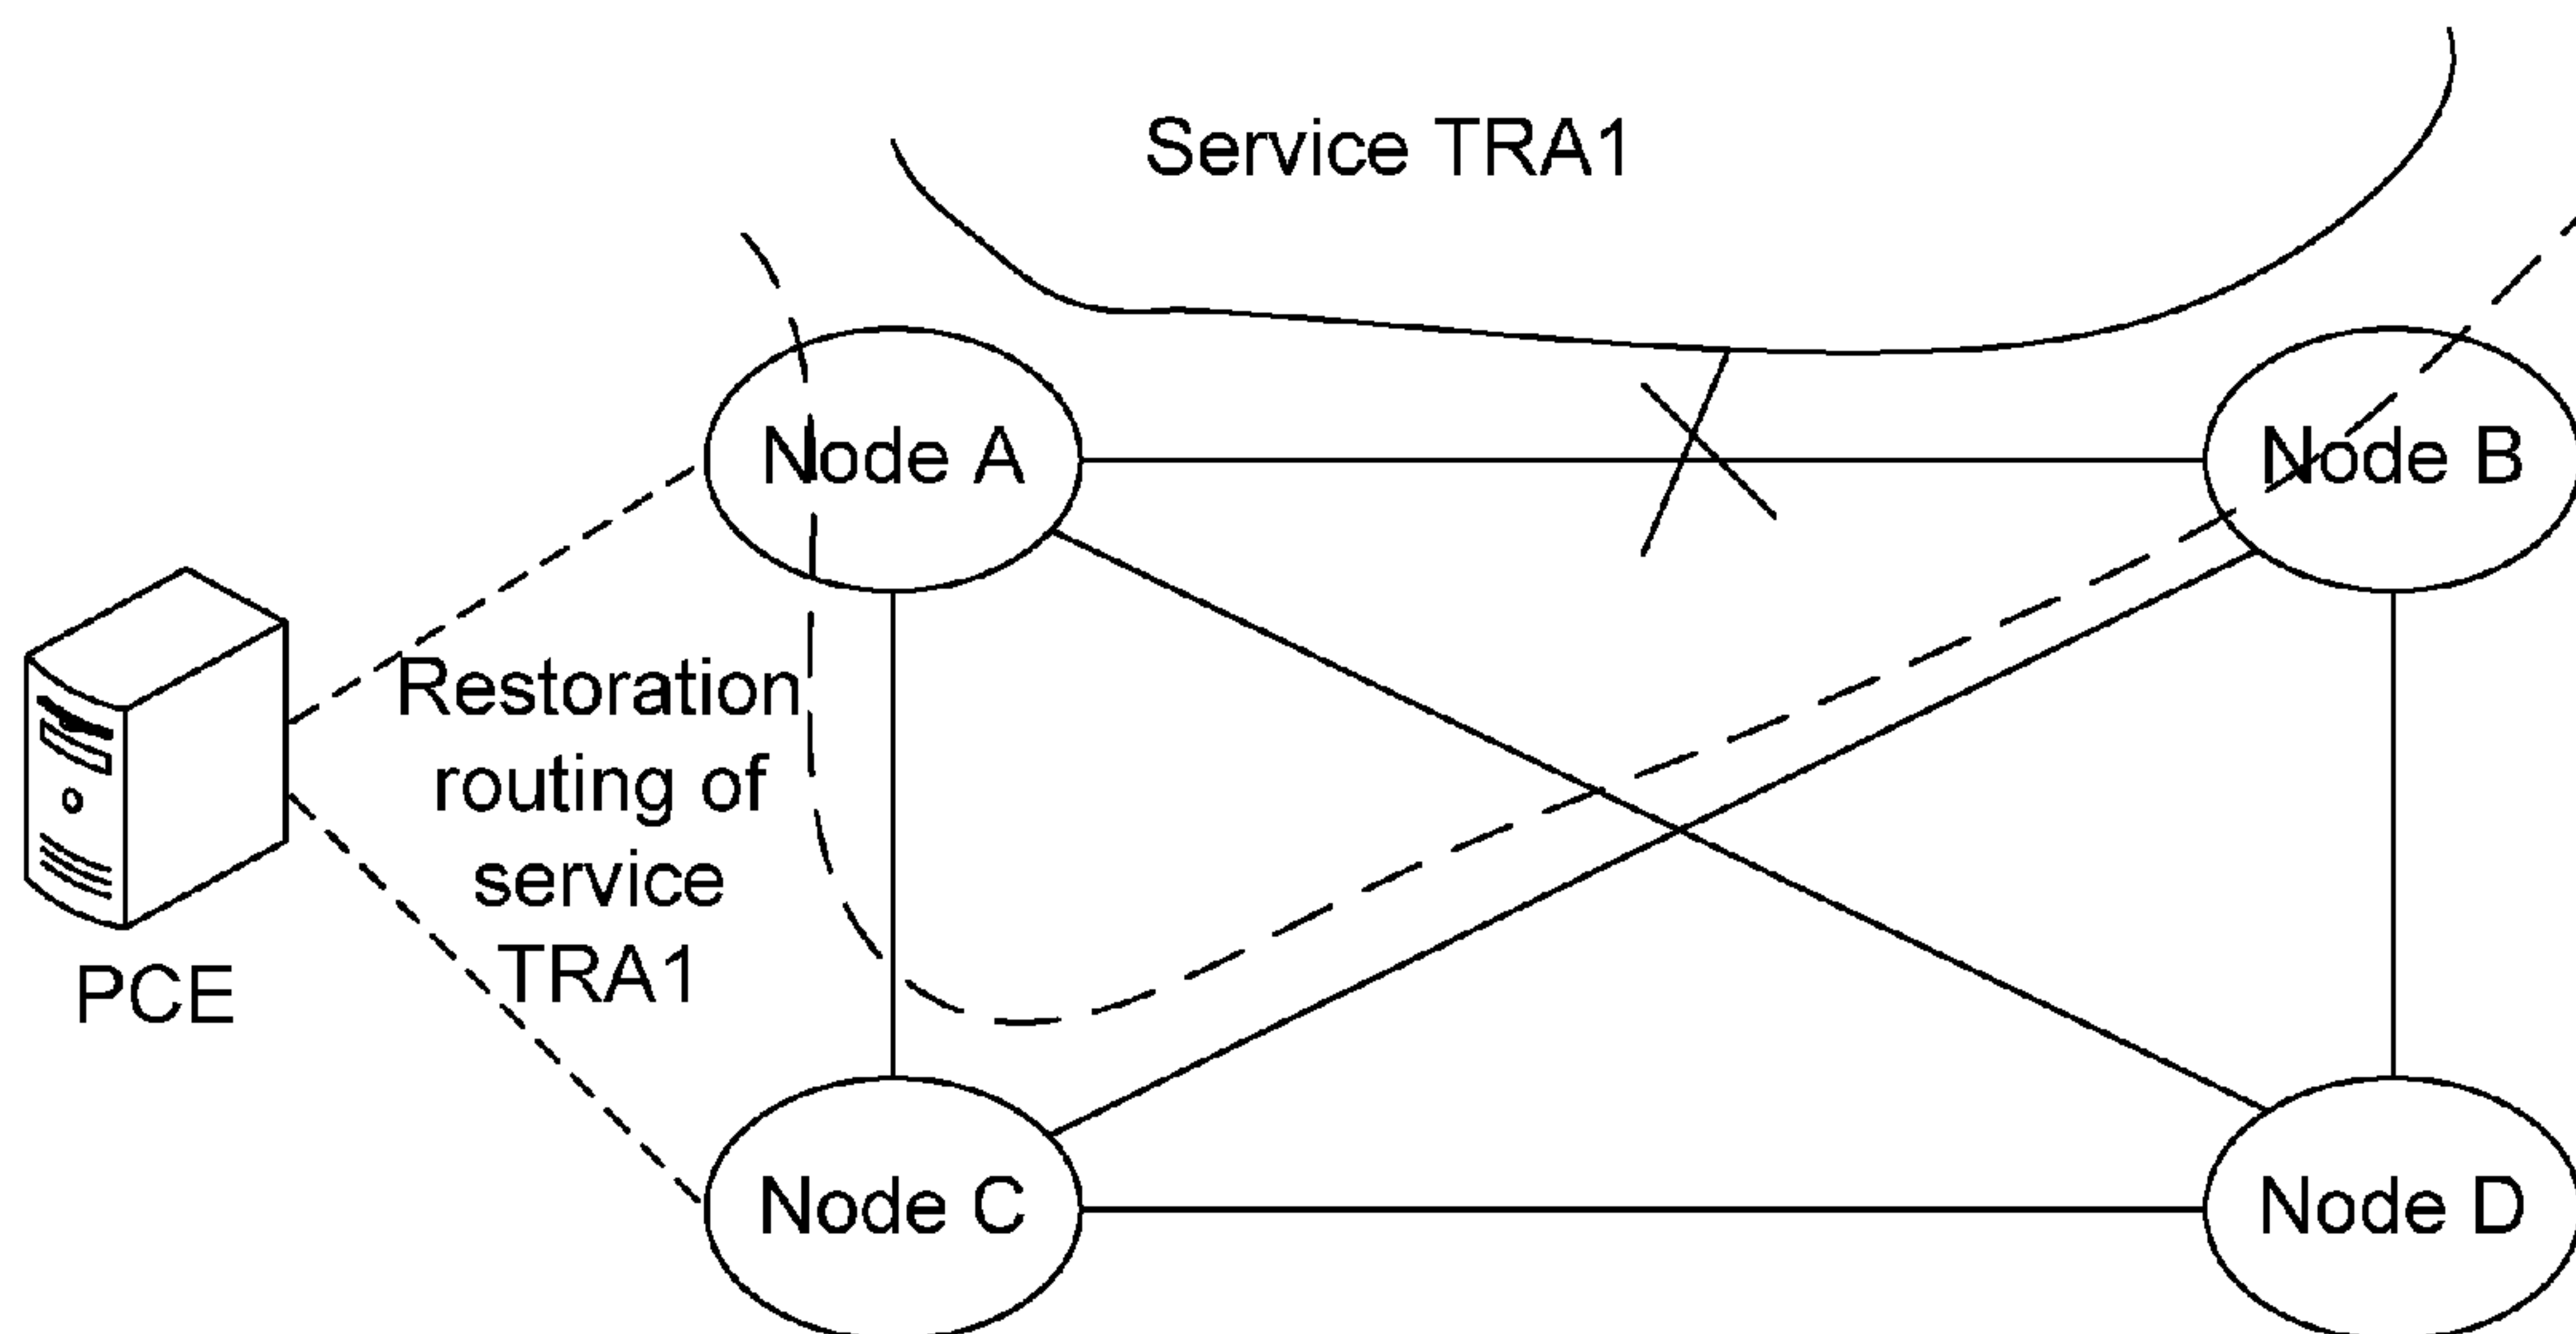 Service TRA1
Node A
Node B
Restoration
routing of
service
TRA1
PCE
Node C
Node D